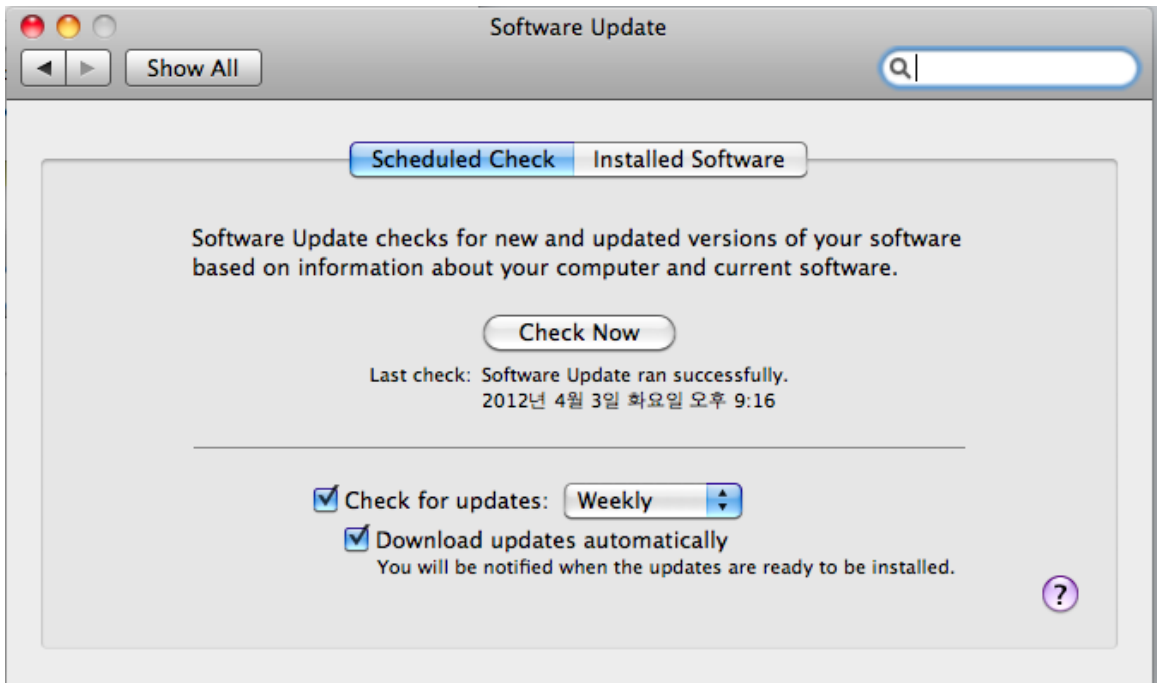 Software Update
Show All
Scheduled Check Installed Software
Software Update checks for new and updated versions of your software
based on information about your computer and current software.
Check Now
Last check: Software Update ran successfully.
2012년 4월 3일 화요일 오후 9:16
Check for updates: Weekly
Download updates automatically
You will be notified when the updates are ready to be installed.
?